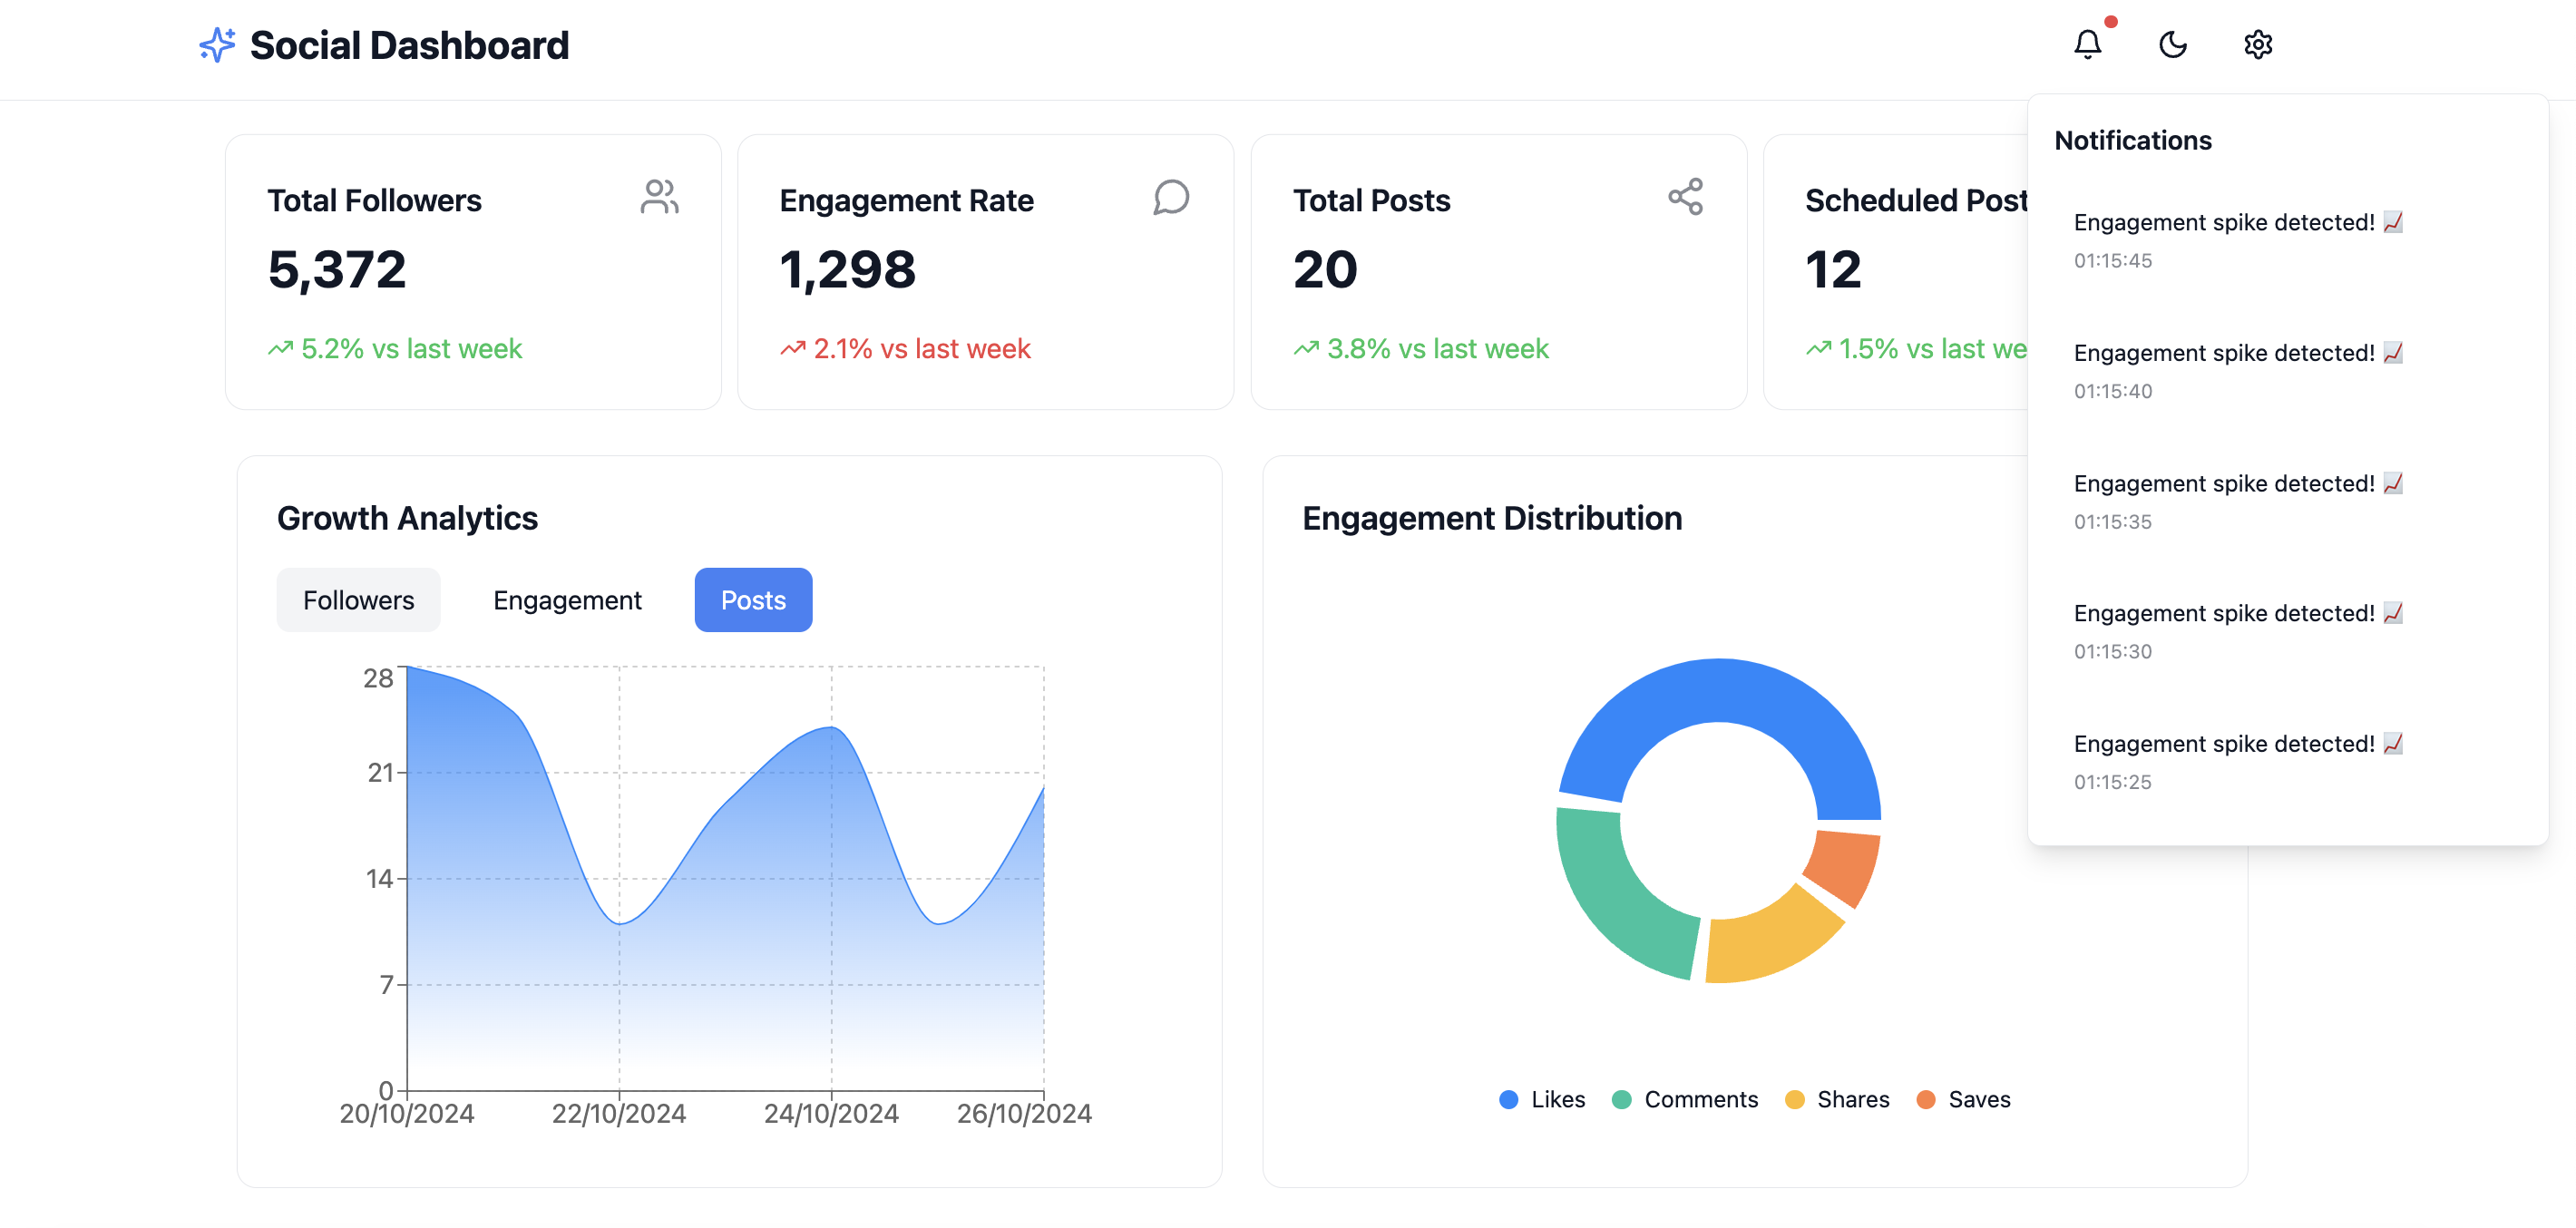 Social Dashboard
Total Followers
5,372
5.2% vs last week
Engagement Rate
1,298
2.1% vs last week
Total Posts
20
3.8% vs last week
Scheduled Post
12
1.5% vs last we
Notifications
Engagement spike detected! 📈
01:15:45
Engagement spike detected! 📈
01:15:40
Engagement spike detected! 📈
01:15:35
Engagement spike detected! 📈
01:15:30
Engagement spike detected! 📈
01:15:25
Growth Analytics
Followers Engagement Posts
28
21
14
7
0
20/10/2024 22/10/2024 24/10/2024 26/10/2024
Engagement Distribution
Likes Comments Shares Saves